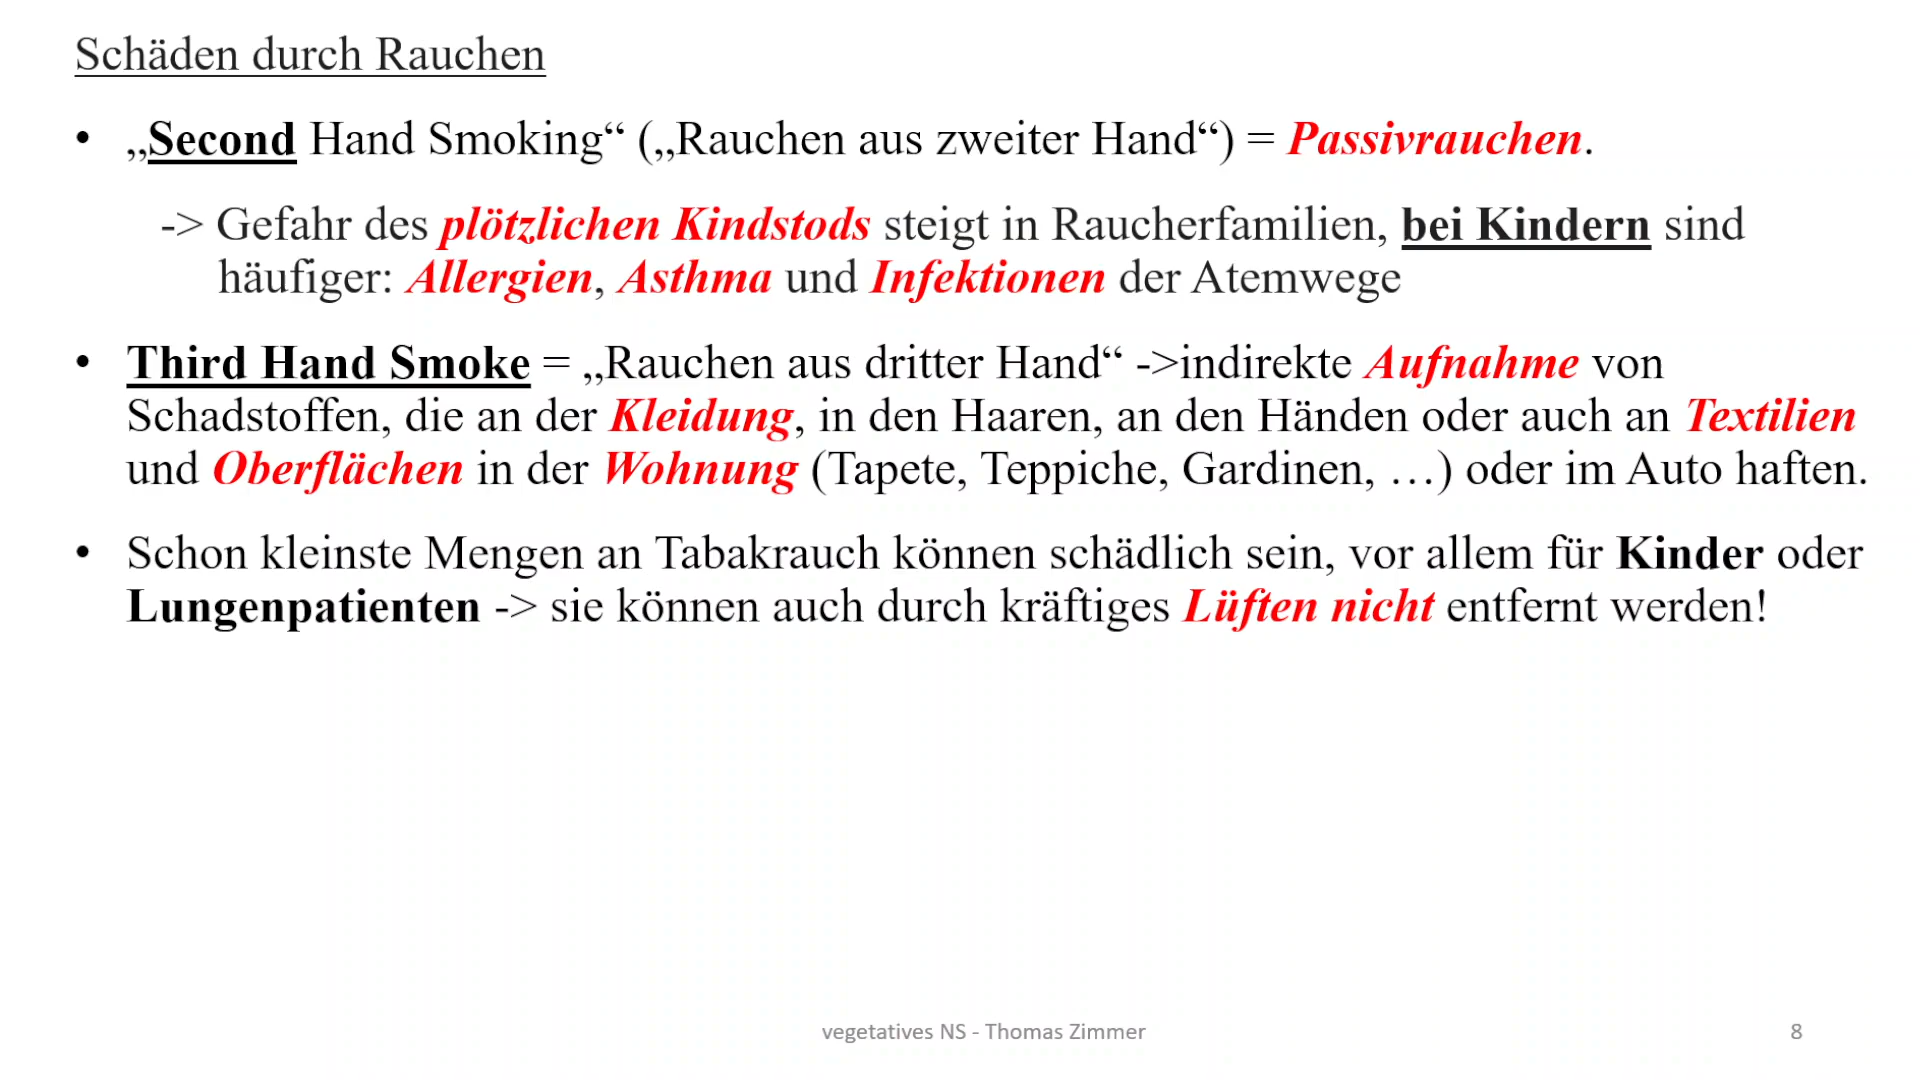 Schäden durch Rauchen
• „Second Hand Smoking“ („Rauchen aus zweiter Hand“) = Passivrauchen.
-> Gefahr des plötzlichen Kindstods steigt in Raucherfamilien, bei Kindern sind
häufiger: Allergien, Asthma und Infektionen der Atemwege
• Third Hand Smoke = „Rauchen aus dritter Hand“ ->indirekte Aufnahme von
Schadstoffen, die an der Kleidung, in den Haaren, an den Händen oder auch an Textilien
und Oberflächen in der Wohnung (Tapete, Teppiche, Gardinen, …) oder im Auto haften.
• Schon kleinste Mengen an Tabakrauch können schädlich sein, vor allem für Kinder oder
Lungenpatienten -> sie können auch durch kräftiges Lüften nicht entfernt werden!
vegetatives NS - Thomas Zimmer
8